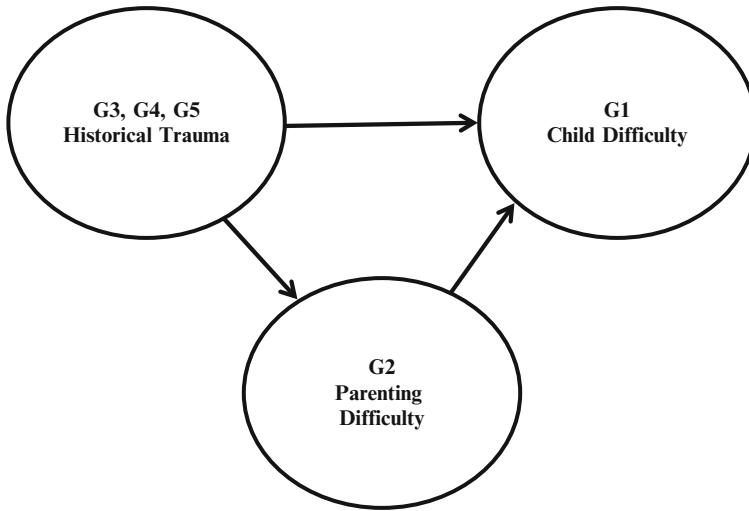 G3, G4, G5
Historical Trauma
G1
Child Difficulty
G2
Parenting
Difficulty